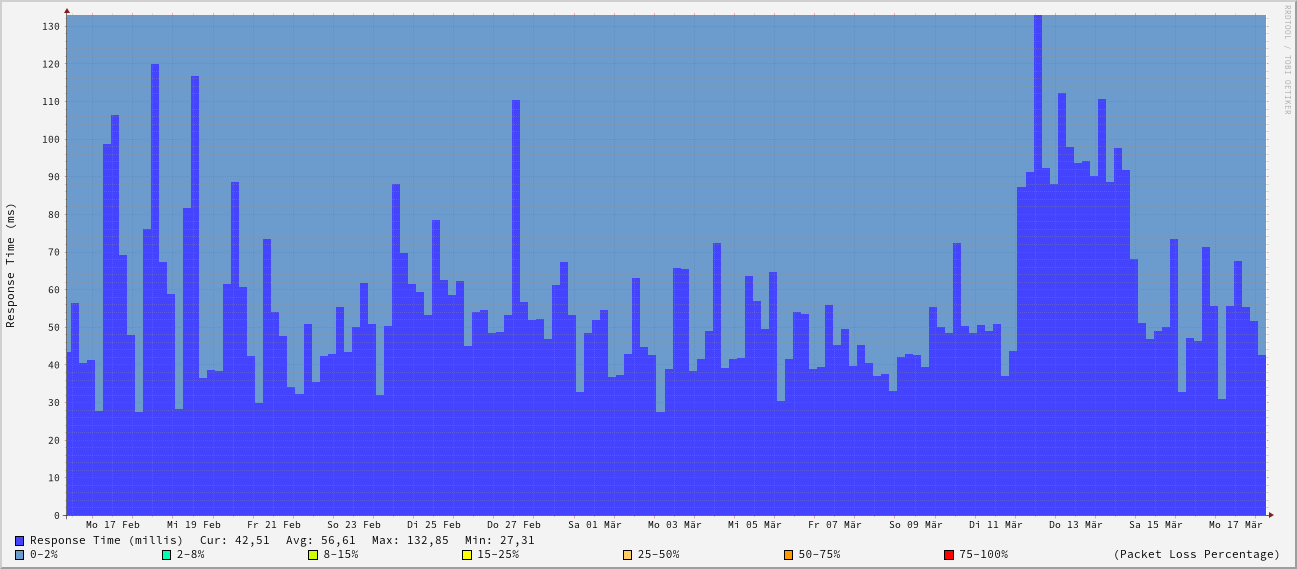 RRDTOOL / TOBI OETIKER
Response Time (ms)
130
120
110
100
90
80
70
60
50
40
30
20
10
0
Mo 17 Feb Mi 19 Feb Fr 21 Feb So 23 Feb Di 25 Feb Do 27 Feb Sa 01 Mär Mo 03 Mär Mi 05 Mär Fr 07 Mär So 09 Mär Di 11 Mär Do 13 Mär Sa 15 Mär Mo 17 Mär
Response Time (millis) Cur: 42,51 Avg: 56,61 Max: 132,85 Min: 27,31
0-2% 2-8% 8-15% 15-25% 25-50% 50-75% 75-100% (Packet Loss Percentage)